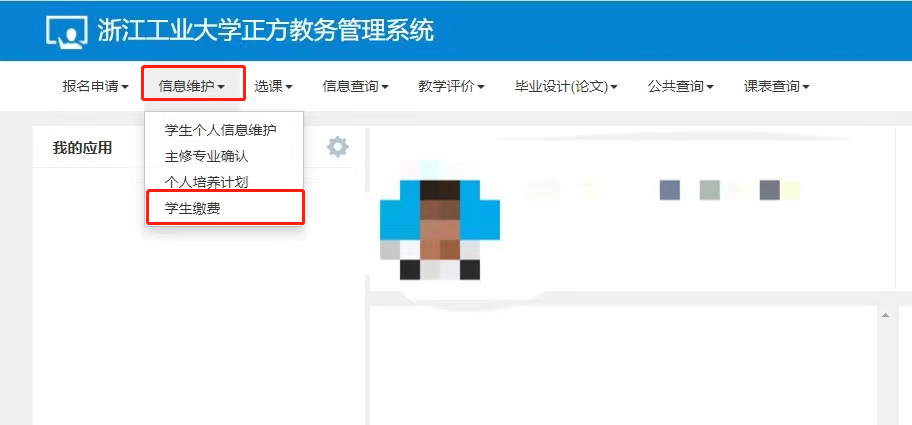 浙江工业大学正方教务管理系统
报名申请 信息维护 选课 信息查询 教学评价 毕业设计(论文) 公共查询 课表查询
我的应用
学生个人信息维护
主修专业确认
个人培养计划
学生缴费